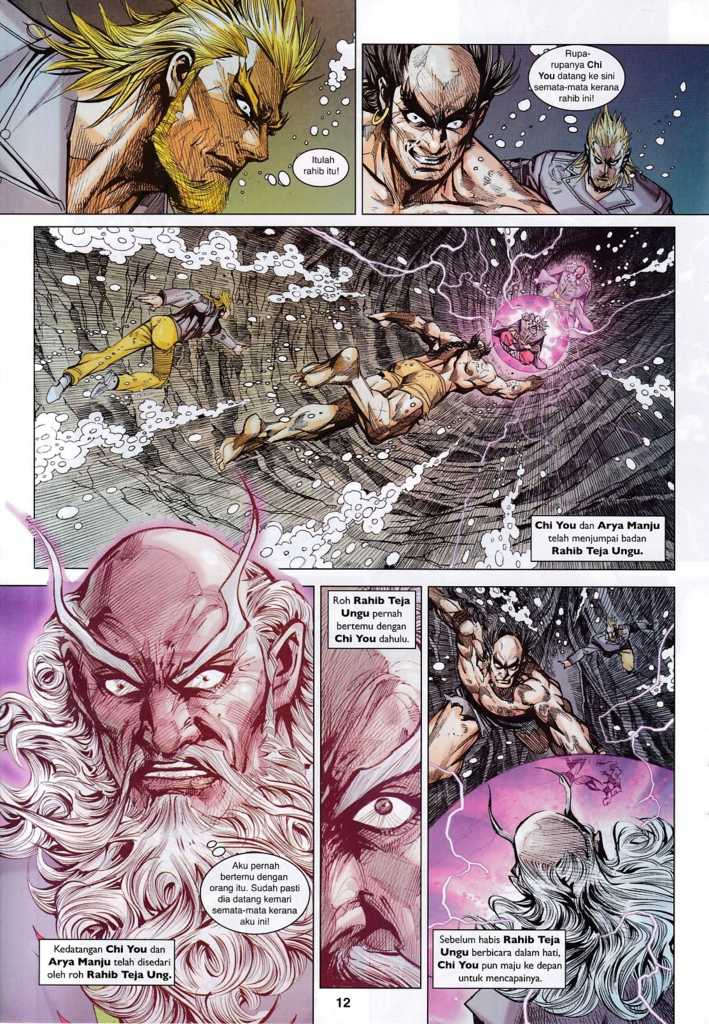 Itulah
rahib itu!
Rupa-
rupanya Chi
You datang ke sini
semata-mata kerana
rahib ini!
Chi You dan Arya Manju
telah menjumpai badan
Rahib Teja Ungu.
Aku pernah
bertemu dengan
orang itu. Sudah pasti
dia datang kemari
semata-mata kerana
aku ini!
Kedatangan Chi You dan
Arya Manju telah disedari
oleh roh Rahib Teja Ung.
Roh Rahib Teja
Ungu pernah
bertemu dengan
Chi You dahulu.
Sebelum habis Rahib Teja
Ungu berbicara dalam hati,
Chi You pun maju ke depan
untuk mencapainya.
12